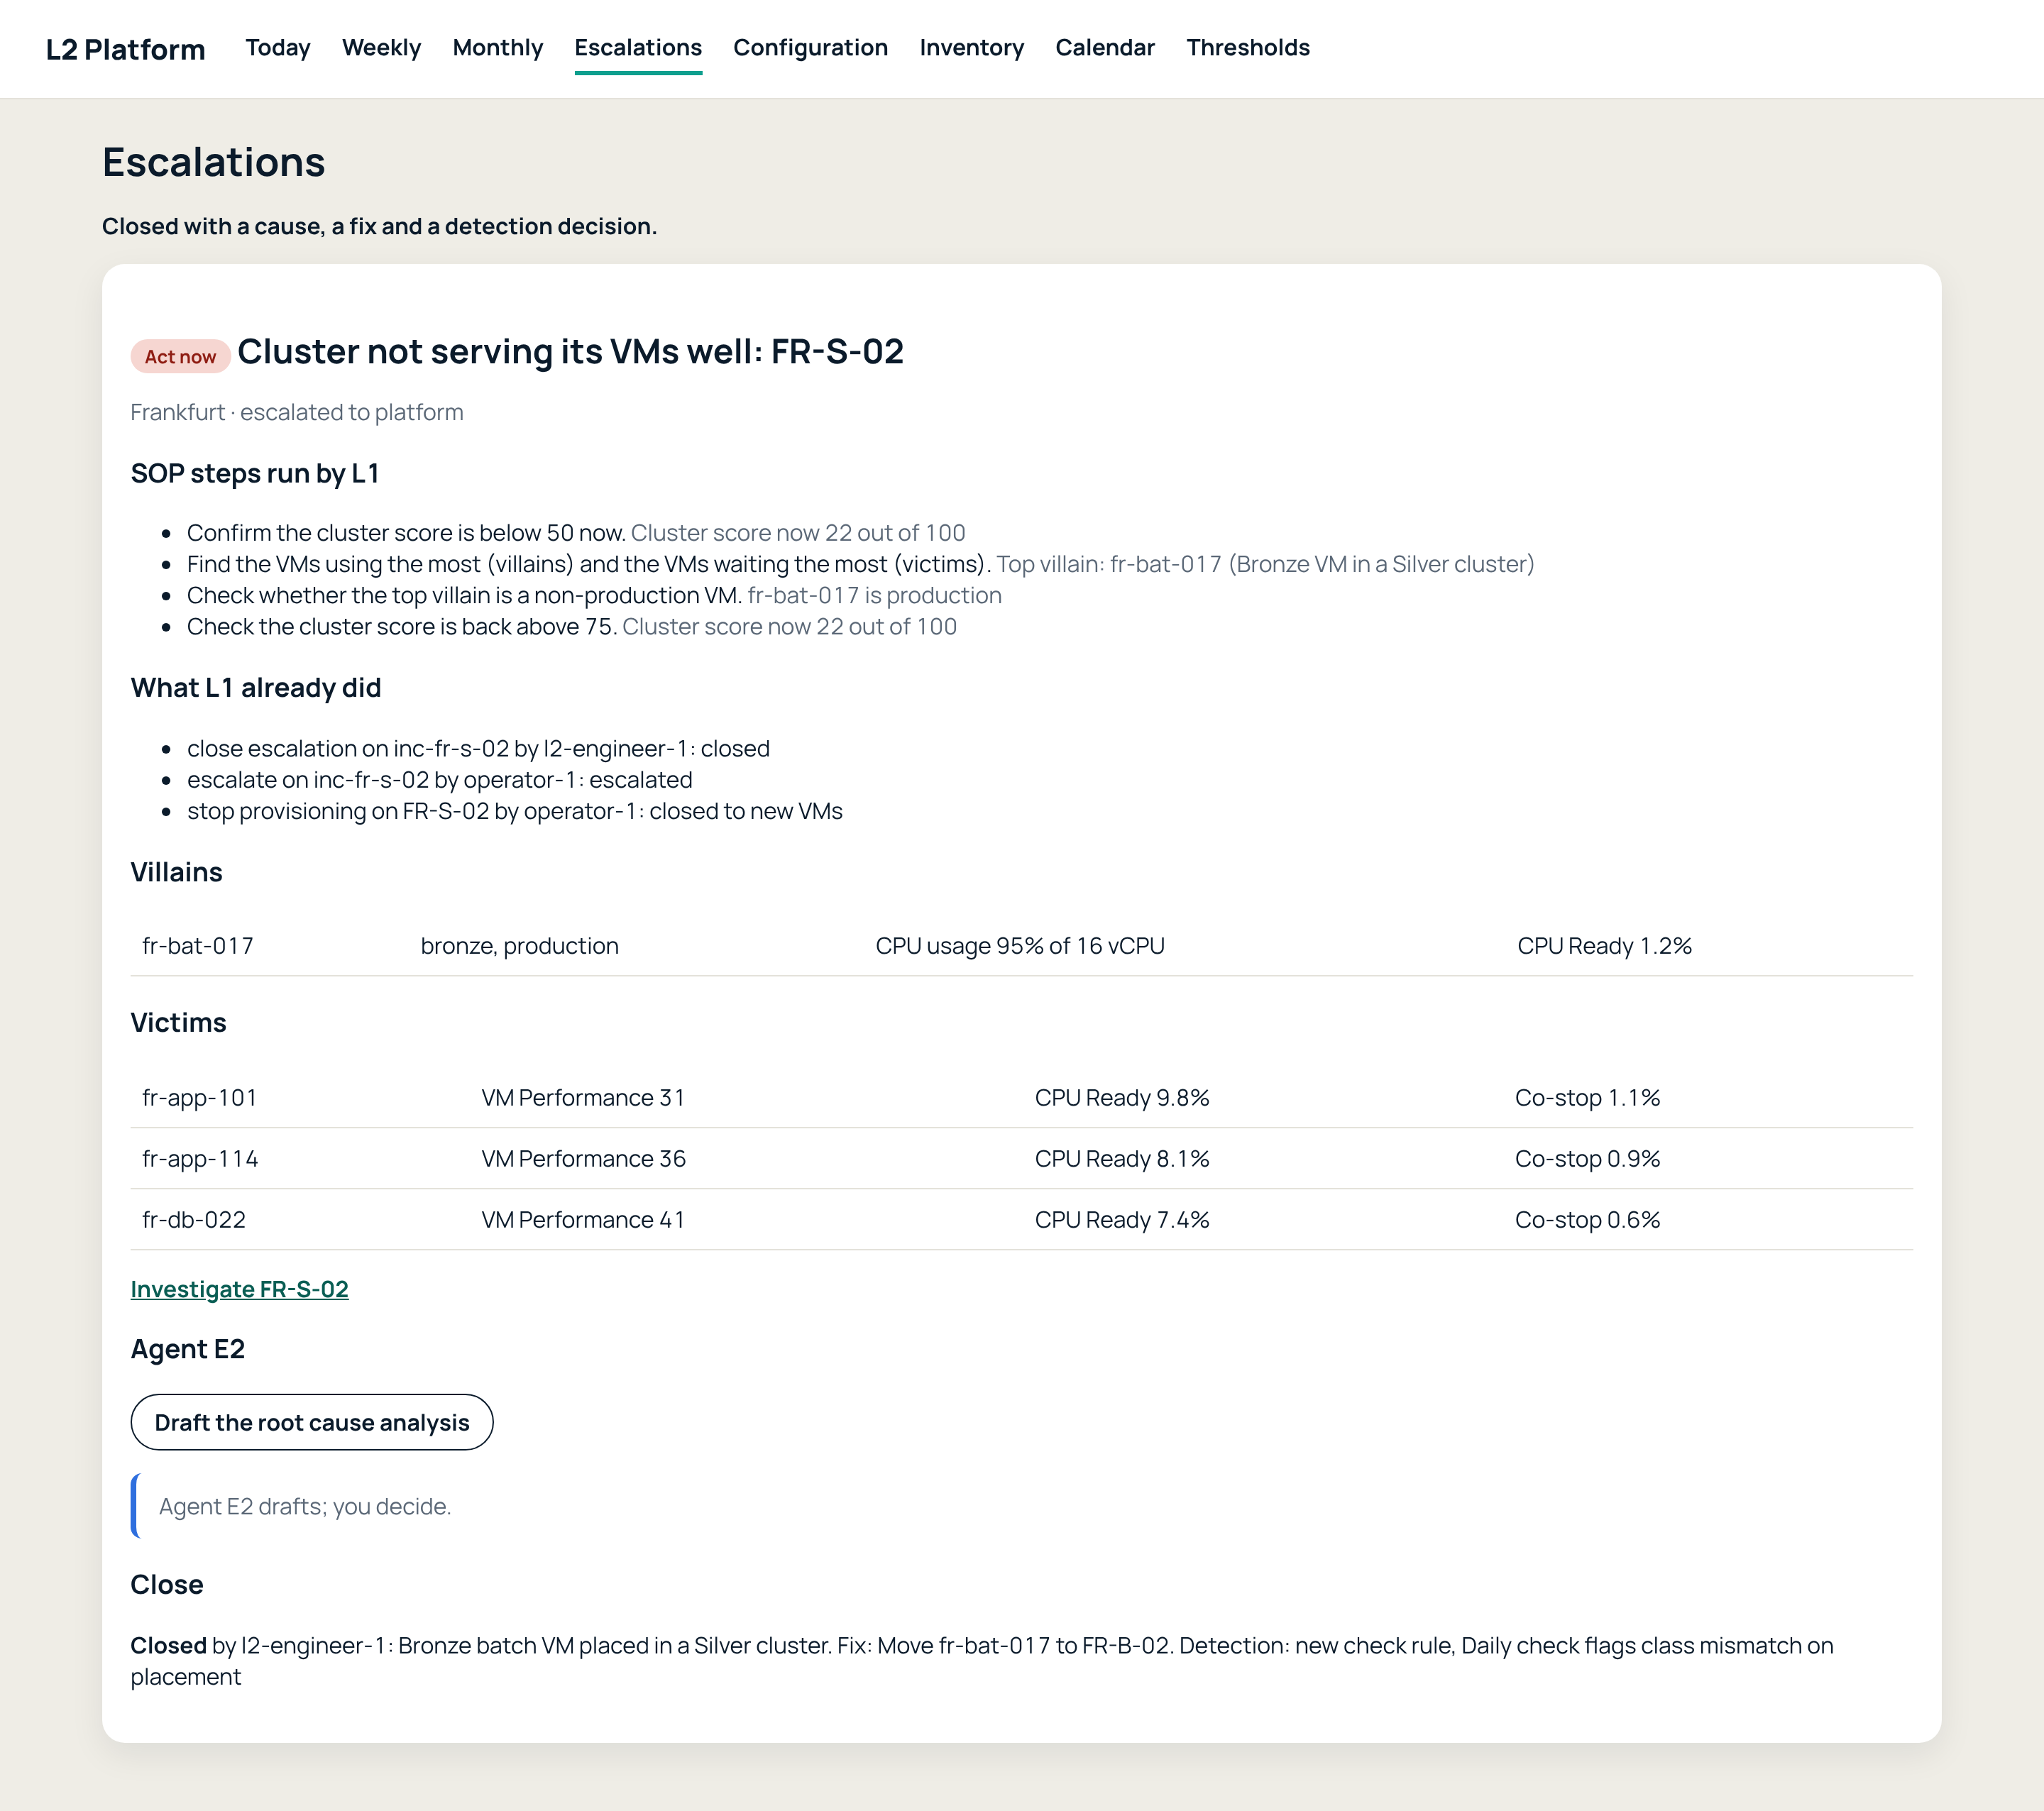 L2 Platform Today Weekly Monthly Escalations Configuration Inventory Calendar Thresholds
Escalations
Closed with a cause, a fix and a detection decision.
Act now Cluster not serving its VMs well: FR-S-02
Frankfurt · escalated to platform
SOP steps run by L1
• Confirm the cluster score is below 50 now. Cluster score now 22 out of 100
• Find the VMs using the most (villains) and the VMs waiting the most (victims). Top villain: fr-bat-017 (Bronze VM in a Silver cluster)
• Check whether the top villain is a non-production VM. fr-bat-017 is production
• Check the cluster score is back above 75. Cluster score now 22 out of 100
What L1 already did
• close escalation on inc-fr-s-02 by l2-engineer-1: closed
• escalate on inc-fr-s-02 by operator-1: escalated
• stop provisioning on FR-S-02 by operator-1: closed to new VMs
Villains
fr-bat-017 bronze, production CPU usage 95% of 16 vCPU CPU Ready 1.2%
Victims
fr-app-101 VM Performance 31 CPU Ready 9.8% Co-stop 1.1%
fr-app-114 VM Performance 36 CPU Ready 8.1% Co-stop 0.9%
fr-db-022 VM Performance 41 CPU Ready 7.4% Co-stop 0.6%
Investigate FR-S-02
Agent E2
Draft the root cause analysis
Agent E2 drafts; you decide.
Close
Closed by l2-engineer-1: Bronze batch VM placed in a Silver cluster. Fix: Move fr-bat-017 to FR-B-02. Detection: new check rule, Daily check flags class mismatch on
placement